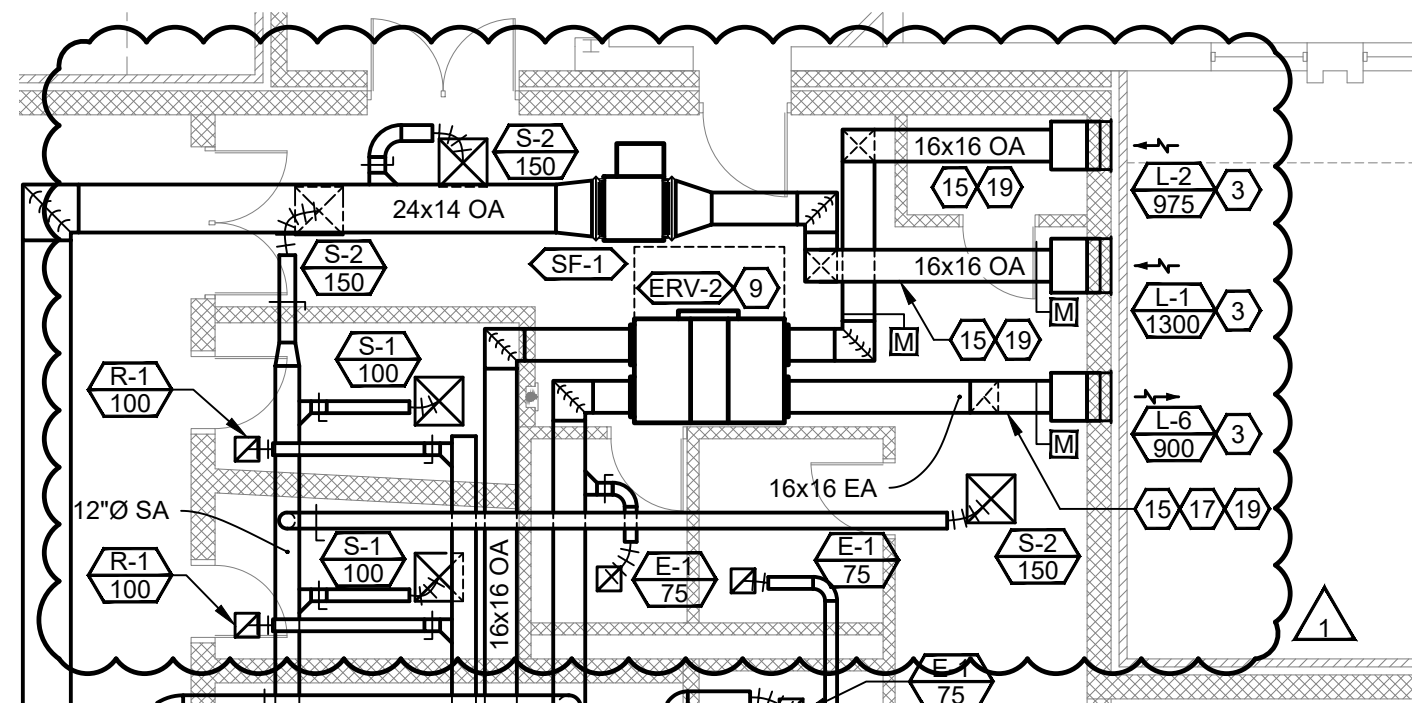 S-2
150
16x16 OA
15 19
L-2
975
3
24x14 OA
S-2
150
SF-1
16x16 OA
ERV-2 9
L-1
1300
3
M
M
15 19
S-1
100
R-1
100
L-6
900
3
M
16x16 EA
15 17 19
12"Ø SA
S-1
100
R-1
100
16x16 OA
E-1
75
E-1
75
S-2
150
1
E-1
75